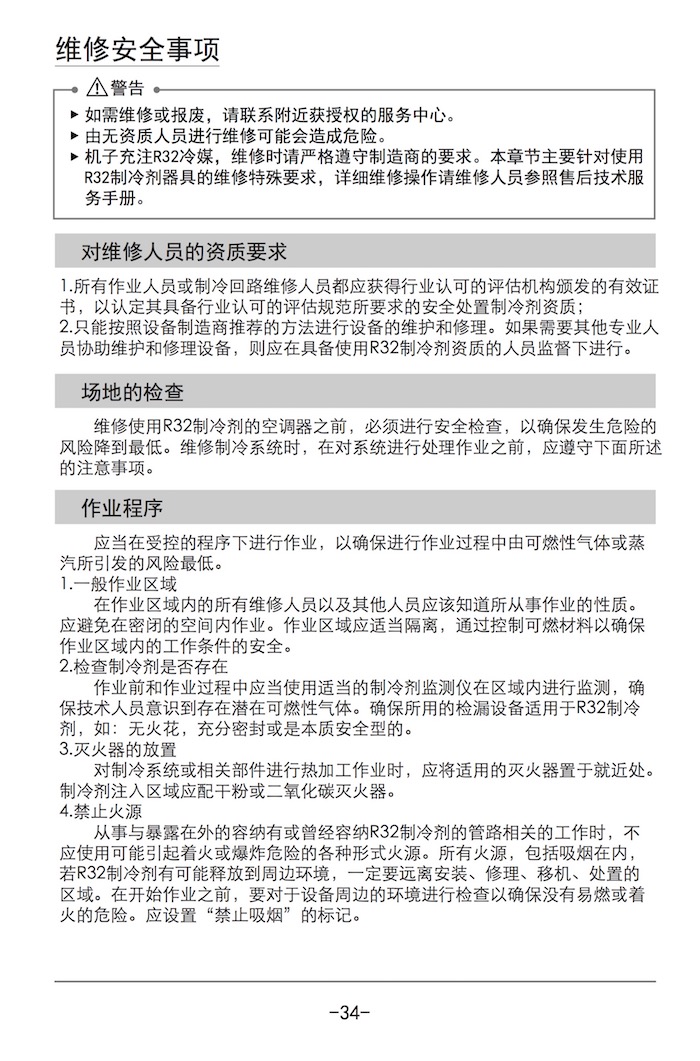 维修安全事项
警告
▶ 如需维修或报废，请联系附近获授权的服务中心。
▶ 由无资质人员进行维修可能会造成危险。
▶ 机子充注R32冷媒，维修时请严格遵守制造商的要求。本章节主要针对使用
R32制冷剂器具的维修特殊要求，详细维修操作请维修人员参照售后技术服
务手册。
对维修人员的资质要求
1.所有作业人员或制冷回路维修人员都应获得行业认可的评估机构颁发的有效证
书，以认定其具备行业认可的评估规范所要求的安全处置制冷剂资质；
2.只能按照设备制造商推荐的方法进行设备的维护和修理。如果需要其他专业人
员协助维护和修理设备，则应在具备使用R32制冷剂资质的人员监督下进行。
场地的检查
维修使用R32制冷剂的空调器之前，必须进行安全检查，以确保发生危险的
风险降到最低。维修制冷系统时，在对系统进行处理作业之前，应遵守下面所述
的注意事项。
作业程序
应当在受控的程序下进行作业，以确保进行作业过程中由可燃性气体或蒸
汽所引发的风险最低。
1.一般作业区域
在作业区域内的所有维修人员以及其他人员应该知道所从事作业的性质。
应避免在密闭的空间内作业。作业区域应适当隔离，通过控制可燃材料以确保
作业区域内的工作条件的安全。
2.检查制冷剂是否存在
作业前和作业过程中应当使用适当的制冷剂监测仪在区域内进行监测，确
保技术人员意识到存在潜在可燃性气体。确保所用的检漏设备适用于R32制冷
剂，如：无火花，充分密封或是本质安全型的。
3.灭火器的放置
对制冷系统或相关部件进行热加工作业时，应将适用的灭火器置于就近处。
制冷剂注入区域应配干粉或二氧化碳灭火器。
4.禁止火源
从事与暴露在外的容纳有或曾经容纳R32制冷剂的管路相关的工作时，不
应使用可能引起着火或爆炸危险的各种形式火源。所有火源，包括吸烟在内，
若R32制冷剂有可能释放到周边环境，一定要远离安装、修理、移机、处置的
区域。在开始作业之前，要对于设备周边的环境进行检查以确保没有易燃或着
火的危险。应设置“禁止吸烟”的标记。
-34-